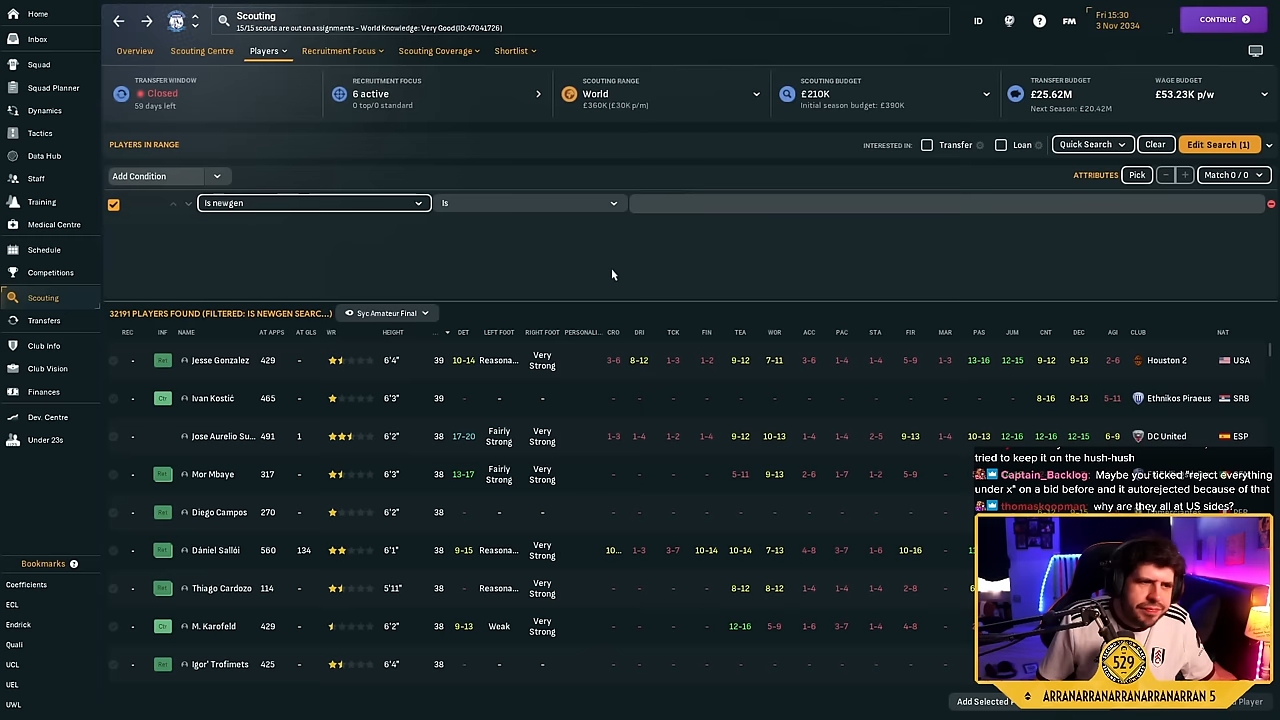 Home
Inbox
Squad
Squad Planner
Dynamics
Tactics
Data Hub
Staff
Training
Medical Centre
Schedule
Competitions
Scouting
Transfers
Club Info
Club Vision
Finances
Dev. Centre
Under 23s
Bookmarks ?
Coefficients
ECL
Endrick
Quali
UCL
UEL
UWL
Scouting
15/15 scouts are out on assignments - World Knowledge: Very Good(ID:47041726)
ID ? FM Fri 15:30
3 Nov 2034
CONTINUE
Overview Scouting Centre Players Recruitment Focus Scouting Coverage Shortlist
TRANSFER WINDOW
Closed
59 days left
RECRUITMENT FOCUS
6 active
0 top/0 standard
SCOUTING RANGE
World
£360K (£30K p/m)
SCOUTING BUDGET
£210K
Initial season budget: £390K
TRANSFER BUDGET
£25.62M
Next Season: £20.42M
WAGE BUDGET
£53.23K p/w
PLAYERS IN RANGE
INTERESTED IN: Transfer Loan Quick Search Clear Edit Search (1)
Add Condition
ATTRIBUTES Pick - + Match 0 / 0
Is newgen Is
32191 PLAYERS FOUND (FILTERED: IS NEWGEN SEARC...) Syc Amateur Final
REC INF NAME AT APPS AT GLS WR HEIGHT ... DET LEFT FOOT RIGHT FOOT PERSONALI... CRO DRI TCK FIN TEA WOR ACC PAC STA FIR MAR PAS JUM CNT DEC AGI CLUB NAT
- Ret Jesse Gonzalez 429 - 6'4" 39 10-14 Reasona... Very Strong 3-6 8-12 1-3 1-2 9-12 7-11 3-6 1-4 1-4 5-9 1-3 13-16 12-15 9-12 9-13 2-6 Houston 2 USA
- Ctr Ivan Kostić 465 - 6'3" 39 - - - - - - - - - - - - - - 8-16 8-13 5-11 Ethnikos Piraeus SRB
- Jose Aurelio Su... 491 1 6'2" 38 17-20 Fairly Strong Very Strong 1-3 1-4 1-2 1-4 9-12 10-13 1-4 1-4 2-5 9-13 1-4 10-13 12-16 12-16 12-15 6-9 DC United ESP
- Ret Mor Mbaye 317 - 6'3" 38 13-17 Fairly Strong Very Strong - - - - 5-11 9-13 2-6 1-7 1-2 5-9 -
- Diego Campos 270 - 6'2" 38 - - - - - - - - - - - - - -
- Ret Dániel Sallói 560 134 6'1" 38 9-15 Reasona... Very Strong 10... 1-3 3-7 10-14 10-14 7-13 4-8 3-7 1-6 10-16 -
- Ret Thiago Cardozo 114 - 5'11" 38 - Reasona... Very Strong - - - - 8-12 8-12 1-4 1-4 1-4 2-8 -
- Ctr M. Karofeld 429 - 6'2" 38 9-13 Weak Very Strong - - - - 12-16 5-9 1-6 3-7 1-4 4-8 -
- Ret Igor' Trofimets 425 - 6'4" 38 - - - - - - - - - - - - - -
tried to keep it on the hush-hush
Captain_Backlog: Maybe you ticked "reject everything
under x" on a bid before and it autorejected because of that
thomaskoopman: why are they all at US sides?
Add Selected
Player
529
ARRANARRANARRANARRANARRAN 5